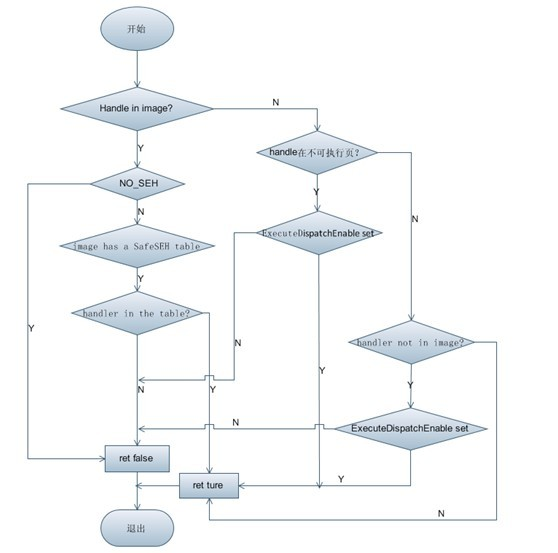 开始
Handle in image?
N
handle在不可执行页?
Y
NO_SEH
Y
N
N
ExecuteDispatchEnable set
image has a SafeSEH table
Y
handler in the table?
Y
N
handler not in image?
Y
N
Y
Y
N
ExecuteDispatchEnable set
ret false
Y
ret ture
N
退出